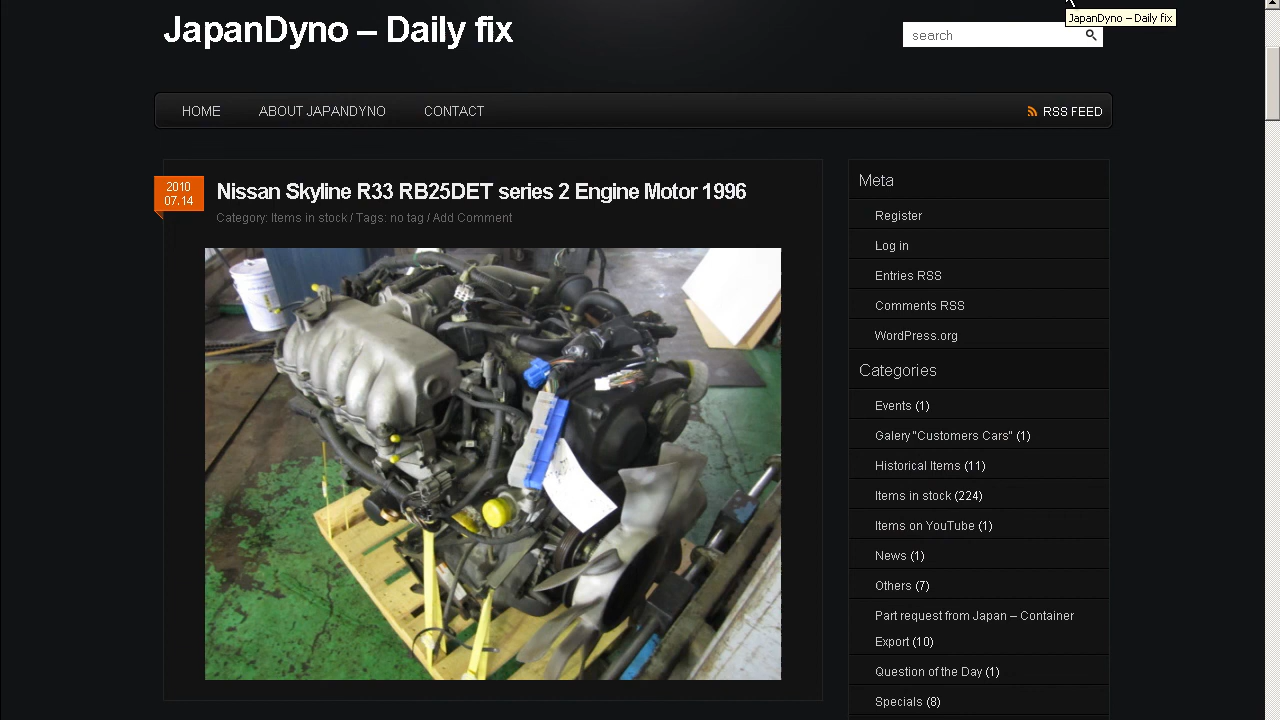 JapanDyno – Daily fix
JapanDyno – Daily fix
search
HOME
ABOUT JAPANDYNO
CONTACT
RSS FEED
2010
07.14
Nissan Skyline R33 RB25DET series 2 Engine Motor 1996
Category: Items in stock / Tags: no tag / Add Comment
Meta
Register
Log in
Entries RSS
Comments RSS
WordPress.org
Categories
Events (1)
Galery "Customers Cars" (1)
Historical Items (11)
Items in stock (224)
Items on YouTube (1)
News (1)
Others (7)
Part request from Japan – Container
Export (10)
Question of the Day (1)
Specials (8)